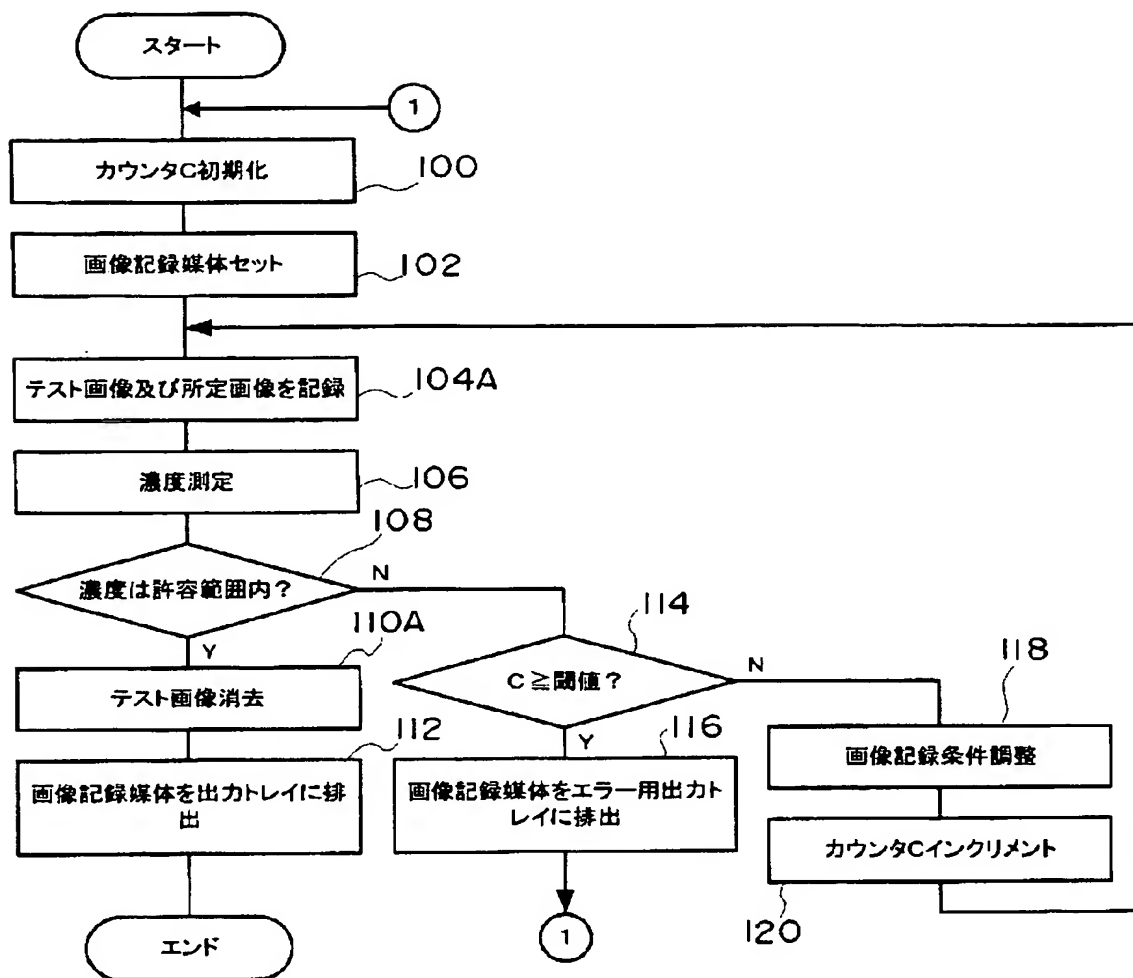 スタート
1
カウンタC初期化
100
画像記録媒体セット
102
テスト画像及び所定画像を記録
104A
濃度測定
106
108
濃度は許容範囲内?
N
Y
114
C≧閾値?
N
Y
110A
テスト画像消去
112
画像記録媒体を出力トレイに排
出
116
画像記録媒体をエラー用出力ト
レイに排出
118
画像記録条件調整
カウンタCインクリメント
120
エンド
1